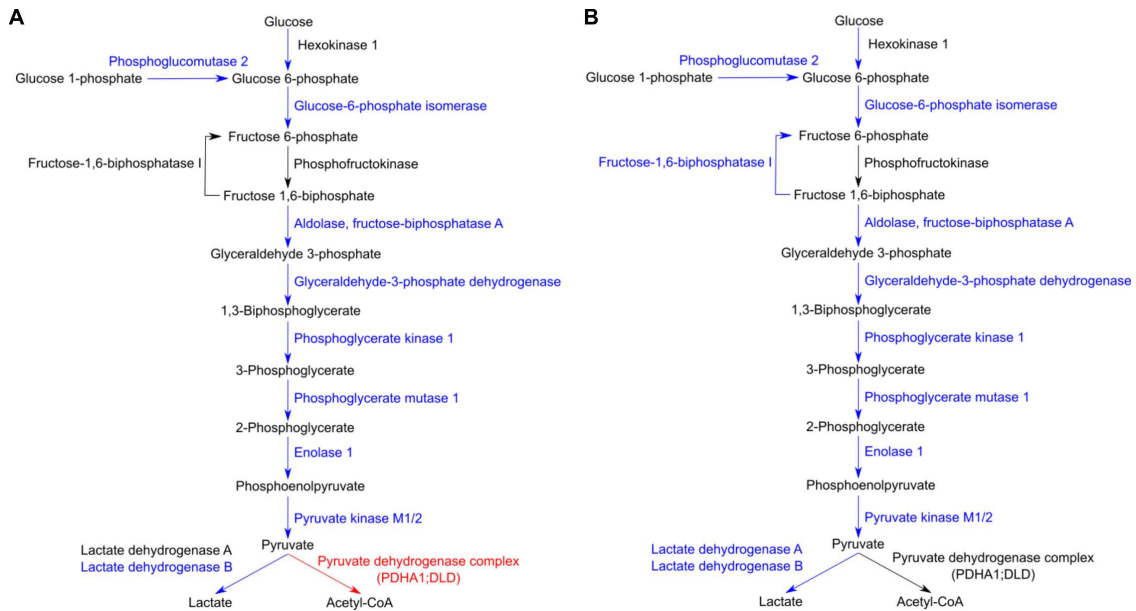 A
Glucose
Hexokinase 1
Phosphoglucomutase 2
Glucose 1-phosphate
Glucose 6-phosphate
Glucose-6-phosphate isomerase
Fructose 6-phosphate
Fructose-1,6-biphosphatase I
Phosphofructokinase
Fructose 1,6-biphosphate
Aldolase, fructose-biphosphatase A
Glyceraldehyde 3-phosphate
Glyceraldehyde-3-phosphate dehydrogenase
1,3-Biphosphoglycerate
Phosphoglycerate kinase 1
3-Phosphoglycerate
Phosphoglycerate mutase 1
2-Phosphoglycerate
Enolase 1
Phosphoenolpyruvate
Pyruvate kinase M1/2
Pyruvate
Lactate dehydrogenase A
Lactate dehydrogenase B
Pyruvate dehydrogenase complex
(PDHA1;DLD)
Lactate
Acetyl-CoA
B
Glucose
Hexokinase 1
Phosphoglucomutase 2
Glucose 1-phosphate
Glucose 6-phosphate
Glucose-6-phosphate isomerase
Fructose 6-phosphate
Fructose-1,6-biphosphatase I
Phosphofructokinase
Fructose 1,6-biphosphate
Aldolase, fructose-biphosphatase A
Glyceraldehyde 3-phosphate
Glyceraldehyde-3-phosphate dehydrogenase
1,3-Biphosphoglycerate
Phosphoglycerate kinase 1
3-Phosphoglycerate
Phosphoglycerate mutase 1
2-Phosphoglycerate
Enolase 1
Phosphoenolpyruvate
Pyruvate kinase M1/2
Pyruvate
Lactate dehydrogenase A
Lactate dehydrogenase B
Pyruvate dehydrogenase complex
(PDHA1;DLD)
Lactate
Acetyl-CoA